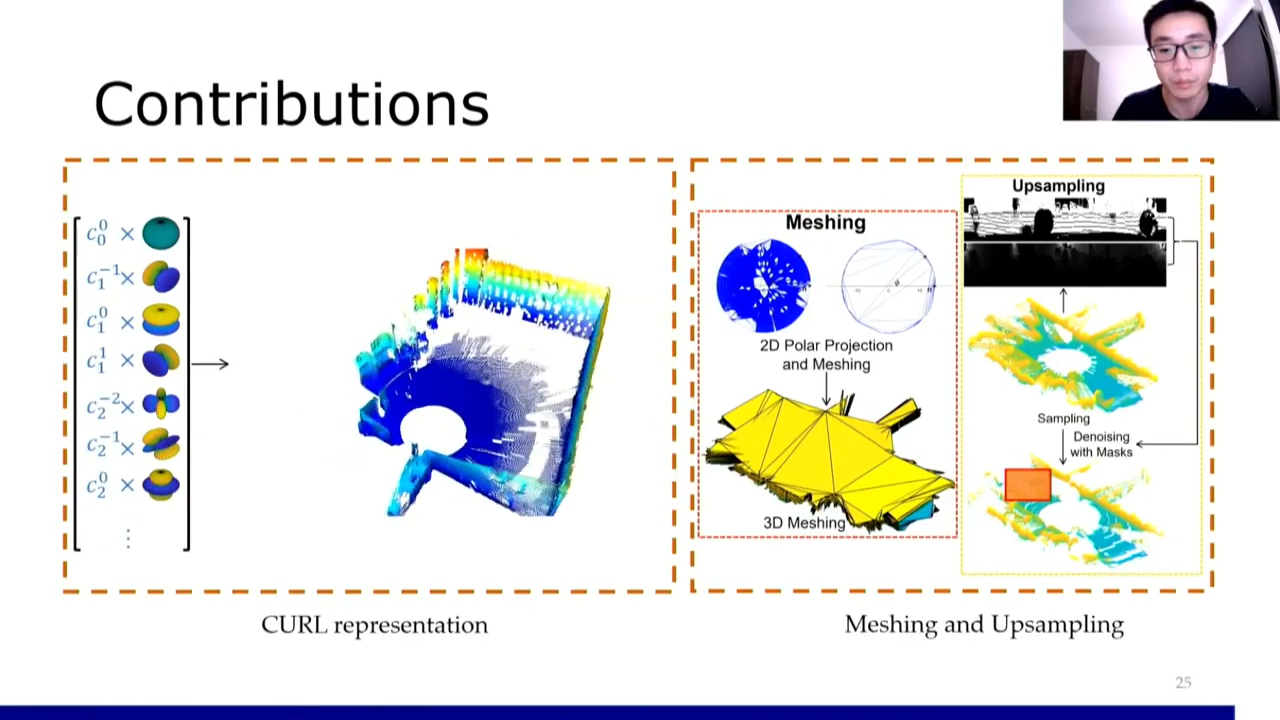 Contributions
c₀⁰ ×
c₁⁻¹ ×
c₁⁰ ×
c₁¹ ×
c₂⁻² ×
c₂⁻¹ ×
c₂⁰ ×
⋮
CURL representation
Meshing
2D Polar Projection
and Meshing
3D Meshing
Upsampling
Sampling
Denoising
with Masks
Meshing and Upsampling
25